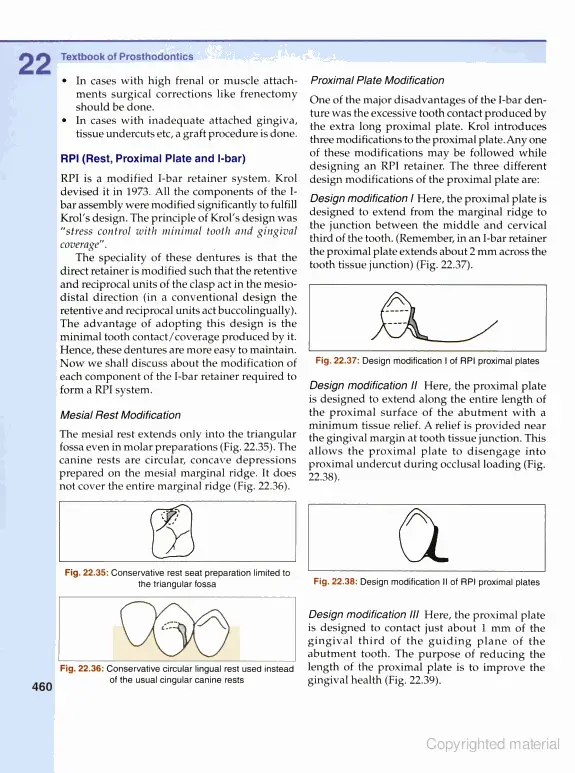 22
Textbook of Prosthodontics
• In cases with high frenal or muscle attach-
ments surgical corrections like frenectomy
should be done.
• In cases with inadequate attached gingiva,
tissue undercuts etc, a graft procedure is done.
RPI (Rest, Proximal Plate and I-bar)
RPI is a modified I-bar retainer system. Krol
devised it in 1973. All the components of the I-
bar assembly were modified significantly to fulfill
Krol's design. The principle of Krol's design was
"stress control with minimal tooth and gingival
coverage".
The speciality of these dentures is that the
direct retainer is modified such that the retentive
and reciprocal units of the clasp act in the mesio-
distal direction (in a conventional design the
retentive and reciprocal units act buccolingually).
The advantage of adopting this design is the
minimal tooth contact/coverage produced by it.
Hence, these dentures are more easy to maintain.
Now we shall discuss about the modification of
each component of the I-bar retainer required to
form a RPI system.
Mesial Rest Modification
The mesial rest extends only into the triangular
fossa even in molar preparations (Fig. 22.35). The
canine rests are circular, concave depressions
prepared on the mesial marginal ridge. It does
not cover the entire marginal ridge (Fig. 22.36).
Fig. 22.35: Conservative rest seat preparation limited to
the triangular fossa
Fig. 22.36: Conservative circular lingual rest used instead
of the usual cingular canine rests
460
Proximal Plate Modification
One of the major disadvantages of the I-bar den-
ture was the excessive tooth contact produced by
the extra long proximal plate. Krol introduces
three modifications to the proximal plate. Any one
of these modifications may be followed while
designing an RPI retainer. The three different
design modifications of the proximal plate are:
Design modification I Here, the proximal plate is
designed to extend from the marginal ridge to
the junction between the middle and cervical
third of the tooth. (Remember, in an I-bar retainer
the proximal plate extends about 2 mm across the
tooth tissue junction) (Fig. 22.37).
Fig. 22.37: Design modification I of RPI proximal plates
Design modification II Here, the proximal plate
is designed to extend along the entire length of
the proximal surface of the abutment with a
minimum tissue relief. A relief is provided near
the gingival margin at tooth tissue junction. This
allows the proximal plate to disengage into
proximal undercut during occlusal loading (Fig.
22.38).
Fig. 22.38: Design modification II of RPI proximal plates
Design modification III Here, the proximal plate
is designed to contact just about 1 mm of the
gingival third of the guiding plane of the
abutment tooth. The purpose of reducing the
length of the proximal plate is to improve the
gingival health (Fig. 22.39).
Copyrighted material